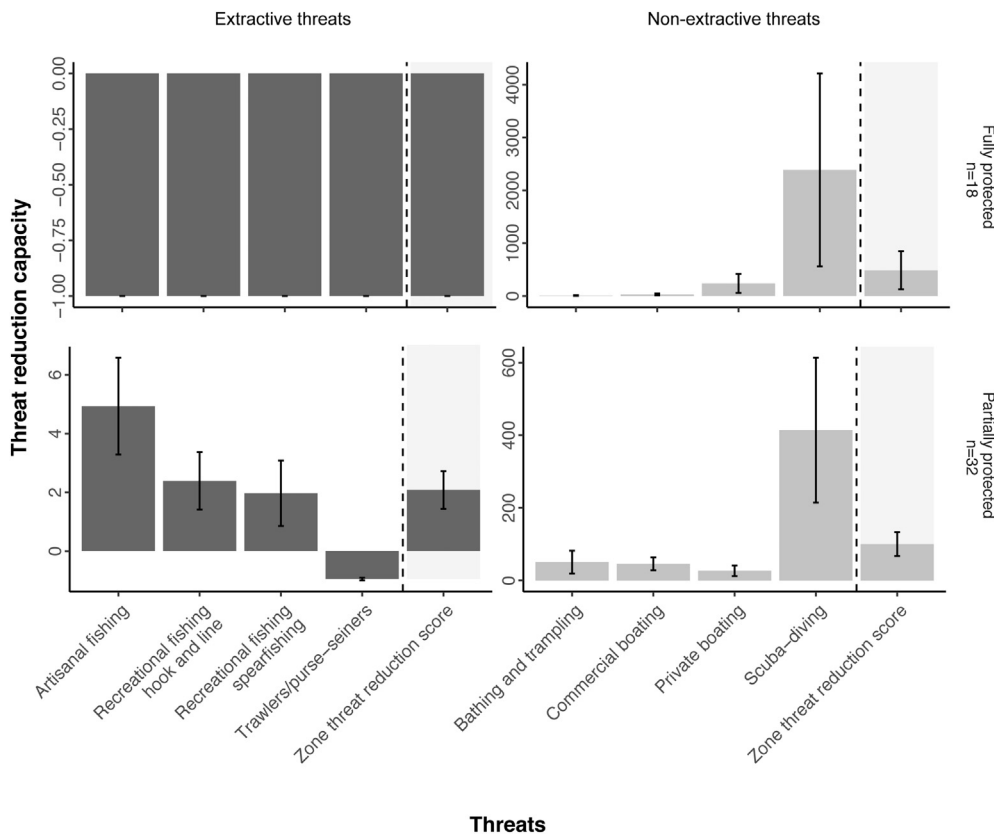 Extractive threats
Non-extractive threats
Threat reduction capacity
0.00
−0.25
−0.50
−0.75
−1.00
4000
3000
2000
1000
0
Fully protected
n=18
6
4
2
0
600
400
200
0
Partially protected
n=32
Artisanal fishing
Recreational fishing
hook and line
Recreational fishing
spearfishing
Trawlers/purse−seiners
Zone threat reduction score
Bathing and trampling
Commercial boating
Private boating
Scuba−diving
Zone threat reduction score
Threats